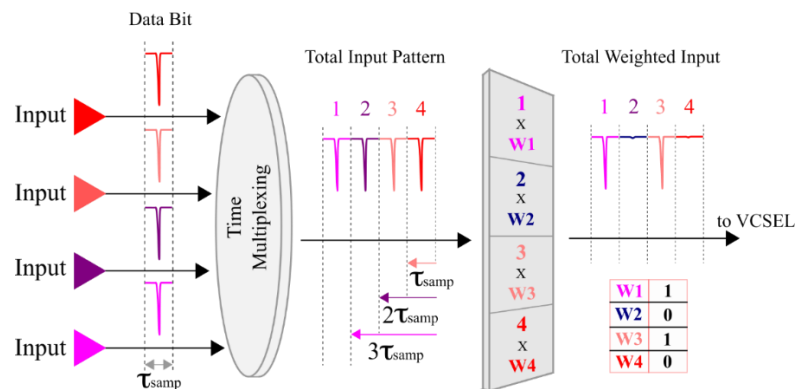 Data Bit
Input
Input
Input
Input
τsamp
Time
Multiplexing
Total Input Pattern
1 2 3 4
τsamp
2τsamp
3τsamp
1
x
W1
2
x
W2
3
x
W3
4
x
W4
Total Weighted Input
1 2 3 4
to VCSEL
W1 1
W2 0
W3 1
W4 0